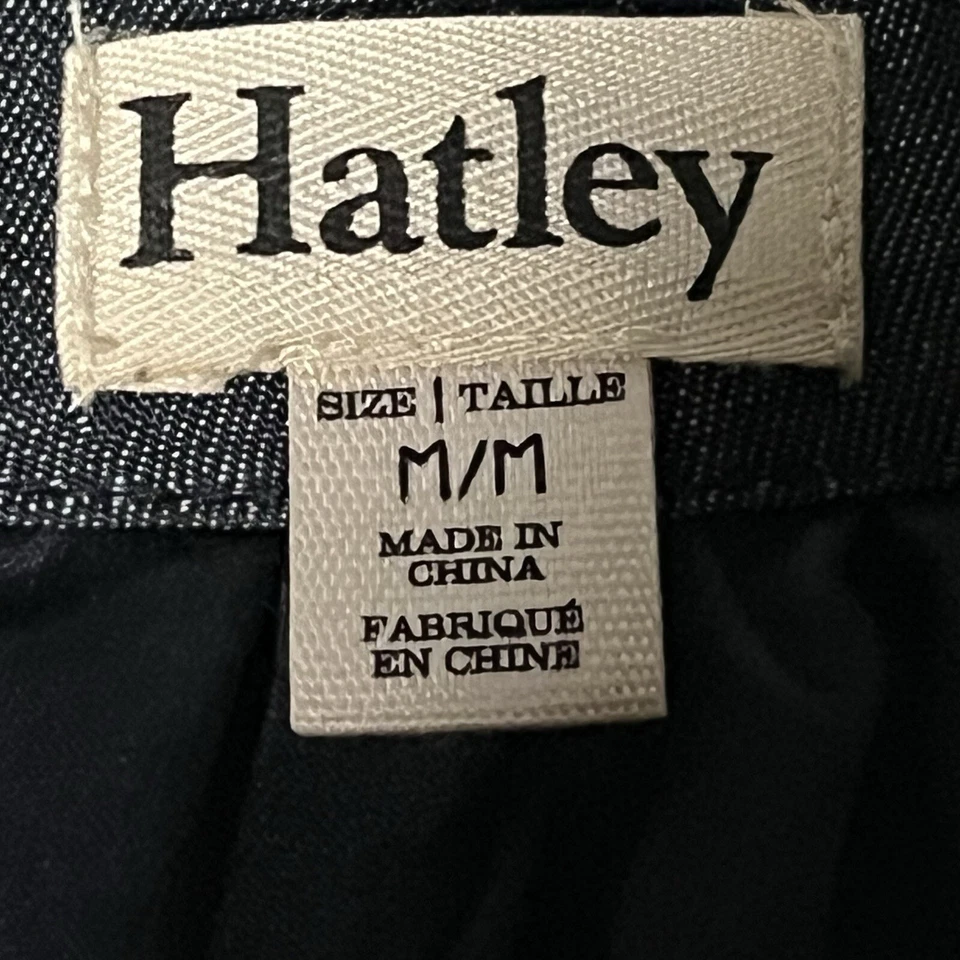 Hatley
SIZE | TAILLE
M/M
MADE IN
CHINA
FABRIQUÉ
EN CHINE